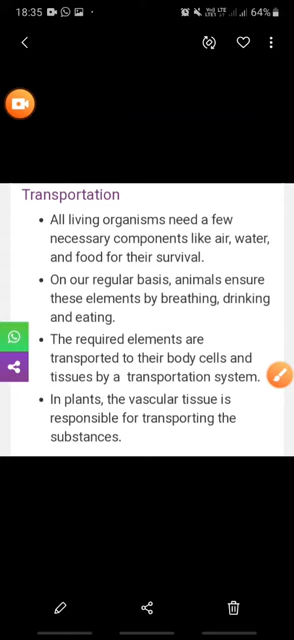 18:35
64%
Transportation
• All living organisms need a few
necessary components like air, water,
and food for their survival.
• On our regular basis, animals ensure
these elements by breathing, drinking
and eating.
• The required elements are
transported to their body cells and
tissues by a transportation system.
• In plants, the vascular tissue is
responsible for transporting the
substances.